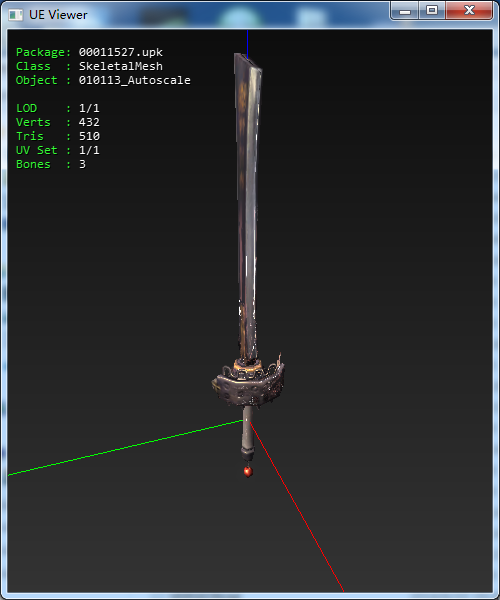 UE Viewer
Package: 00011527.upk
Class : SkeletalMesh
Object : 010113_Autoscale
LOD : 1/1
Verts : 432
Tris : 510
UV Set : 1/1
Bones : 3